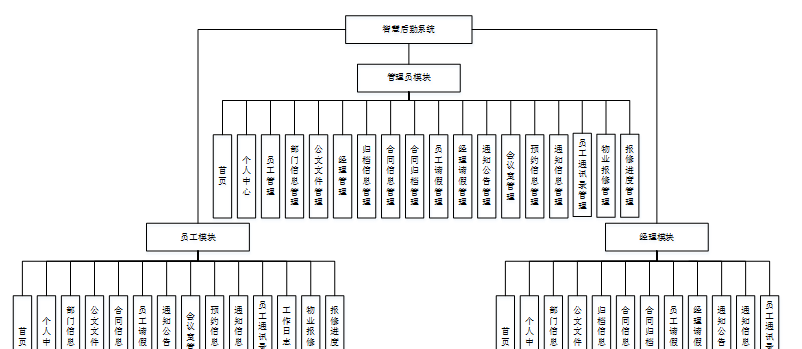 智慧后勤系统
管理员模块
首页
个人中心
员工管理
部门信息管理
公文文件管理
经理管理
归档信息管理
合同信息管理
合同归档管理
员工请假管理
经理请假管理
通知公告管理
会议室管理
预约信息管理
通知信息管理
员工通讯录管理
物业报修管理
报修进度管理
员工模块
经理模块
首页
个人中
部门信息
公文文件
合同信息
员工请假
通知公告
会议室管
预约信息
通知信息
员工通讯录
工作日志
物业报修
报修进度
首页
个人中
部门信息
公文文件
归档信息
合同信息
合同归档
员工请假
经理请假
通知公告
通知信息
员工通讯录